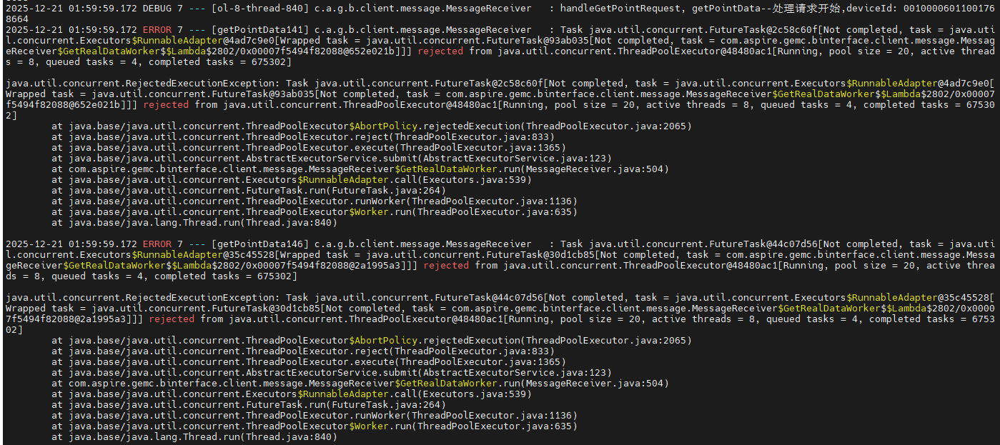 2025-12-21 01:59:59.172 DEBUG 7 --- [ol-8-thread-840] c.a.g.b.client.message.MessageReceiver   : handleGetPointRequest, getPointData--处理请求开始,deviceId: 0010000601100176
8664
2025-12-21 01:59:59.172 ERROR 7 --- [getPointData141] c.a.g.b.client.message.MessageReceiver   : Task java.util.concurrent.FutureTask@2c58c60f[Not completed, task = java.uti
l.concurrent.Executors$RunnableAdapter@4ad7c9e0[Wrapped task = java.util.concurrent.FutureTask@93ab035[Not completed, task = com.aspire.gemc.binterface.client.message.Messag
eReceiver$GetRealDataWorker$$Lambda$2802/0x00007f5494f82088@652e021b]]] rejected from java.util.concurrent.ThreadPoolExecutor@48480ac1[Running, pool size = 20, active thread
s = 8, queued tasks = 4, completed tasks = 675302]
java.util.concurrent.RejectedExecutionException: Task java.util.concurrent.FutureTask@2c58c60f[Not completed, task = java.util.concurrent.Executors$RunnableAdapter@4ad7c9e0[
Wrapped task = java.util.concurrent.FutureTask@93ab035[Not completed, task = com.aspire.gemc.binterface.client.message.MessageReceiver$GetRealDataWorker$$Lambda$2802/0x00007
f5494f82088@652e021b]]] rejected from java.util.concurrent.ThreadPoolExecutor@48480ac1[Running, pool size = 20, active threads = 8, queued tasks = 4, completed tasks = 67530
2]
at java.base/java.util.concurrent.ThreadPoolExecutor$AbortPolicy.rejectedExecution(ThreadPoolExecutor.java:2065)
at java.base/java.util.concurrent.ThreadPoolExecutor.reject(ThreadPoolExecutor.java:833)
at java.base/java.util.concurrent.ThreadPoolExecutor.execute(ThreadPoolExecutor.java:1365)
at java.base/java.util.concurrent.AbstractExecutorService.submit(AbstractExecutorService.java:123)
at com.aspire.gemc.binterface.client.message.MessageReceiver$GetRealDataWorker.run(MessageReceiver.java:504)
at java.base/java.util.concurrent.Executors$RunnableAdapter.call(Executors.java:539)
at java.base/java.util.concurrent.FutureTask.run(FutureTask.java:264)
at java.base/java.util.concurrent.ThreadPoolExecutor.runWorker(ThreadPoolExecutor.java:1136)
at java.base/java.util.concurrent.ThreadPoolExecutor$Worker.run(ThreadPoolExecutor.java:635)
at java.base/java.lang.Thread.run(Thread.java:840)
2025-12-21 01:59:59.172 ERROR 7 --- [getPointData146] c.a.g.b.client.message.MessageReceiver   : Task java.util.concurrent.FutureTask@44c07d56[Not completed, task = java.uti
l.concurrent.Executors$RunnableAdapter@35c45528[Wrapped task = java.util.concurrent.FutureTask@30d1cb85[Not completed, task = com.aspire.gemc.binterface.client.message.Messa
geReceiver$GetRealDataWorker$$Lambda$2802/0x00007f5494f82088@2a1995a3]]] rejected from java.util.concurrent.ThreadPoolExecutor@48480ac1[Running, pool size = 20, active threa
ds = 8, queued tasks = 4, completed tasks = 675302]
java.util.concurrent.RejectedExecutionException: Task java.util.concurrent.FutureTask@44c07d56[Not completed, task = java.util.concurrent.Executors$RunnableAdapter@35c45528[
Wrapped task = java.util.concurrent.FutureTask@30d1cb85[Not completed, task = com.aspire.gemc.binterface.client.message.MessageReceiver$GetRealDataWorker$$Lambda$2802/0x0000
7f5494f82088@2a1995a3]]] rejected from java.util.concurrent.ThreadPoolExecutor@48480ac1[Running, pool size = 20, active threads = 8, queued tasks = 4, completed tasks = 6753
02]
at java.base/java.util.concurrent.ThreadPoolExecutor$AbortPolicy.rejectedExecution(ThreadPoolExecutor.java:2065)
at java.base/java.util.concurrent.ThreadPoolExecutor.reject(ThreadPoolExecutor.java:833)
at java.base/java.util.concurrent.ThreadPoolExecutor.execute(ThreadPoolExecutor.java:1365)
at java.base/java.util.concurrent.AbstractExecutorService.submit(AbstractExecutorService.java:123)
at com.aspire.gemc.binterface.client.message.MessageReceiver$GetRealDataWorker.run(MessageReceiver.java:504)
at java.base/java.util.concurrent.Executors$RunnableAdapter.call(Executors.java:539)
at java.base/java.util.concurrent.FutureTask.run(FutureTask.java:264)
at java.base/java.util.concurrent.ThreadPoolExecutor.runWorker(ThreadPoolExecutor.java:1136)
at java.base/java.util.concurrent.ThreadPoolExecutor$Worker.run(ThreadPoolExecutor.java:635)
at java.base/java.lang.Thread.run(Thread.java:840)